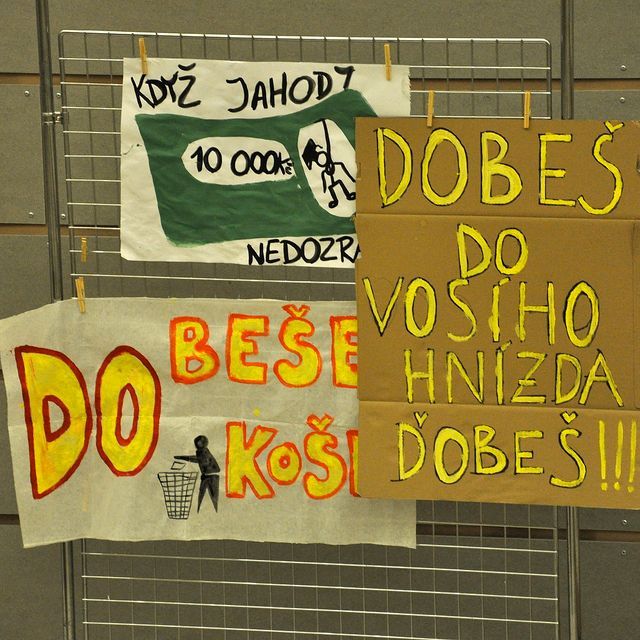 KDYŽ JAHODY
10 000Kč
NEDOZRA
DOBEŠ
DO
VOSÍHO
HNÍZDA
ĎOBEŠ!!!
DO BEŠE
KOŠ